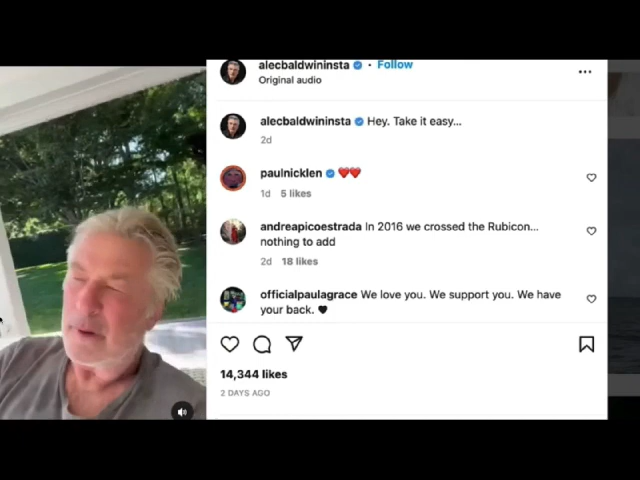 alecbaldwininsta • Follow
Original audio
alecbaldwininsta Hey. Take it easy...
2d
paulnicklen ❤️❤️
1d 5 likes
andreapicoestrada In 2016 we crossed the Rubicon...
nothing to add
2d 18 likes
officialpaulagrace We love you. We support you. We have
your back. 🖤
14,344 likes
2 DAYS AGO